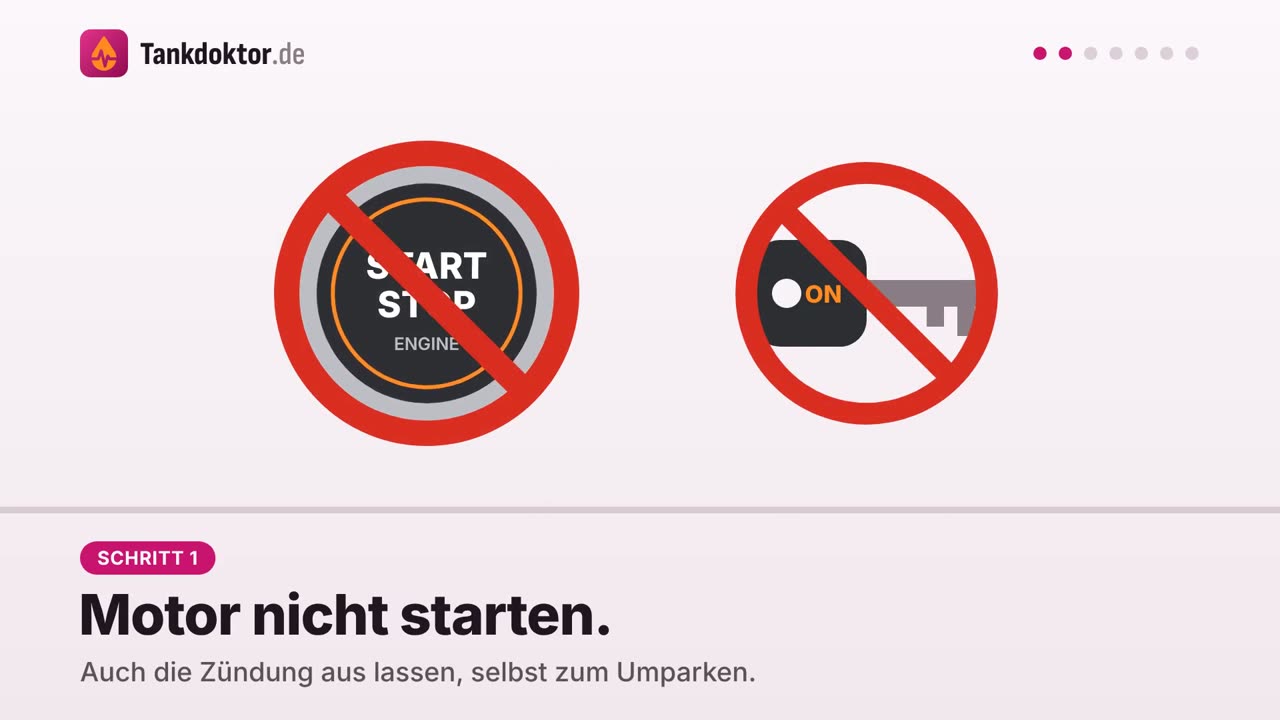 Tankdoktor.de
START
STOP
ENGINE
ON
SCHRITT 1
Motor nicht starten.
Auch die Zündung aus lassen, selbst zum Umparken.